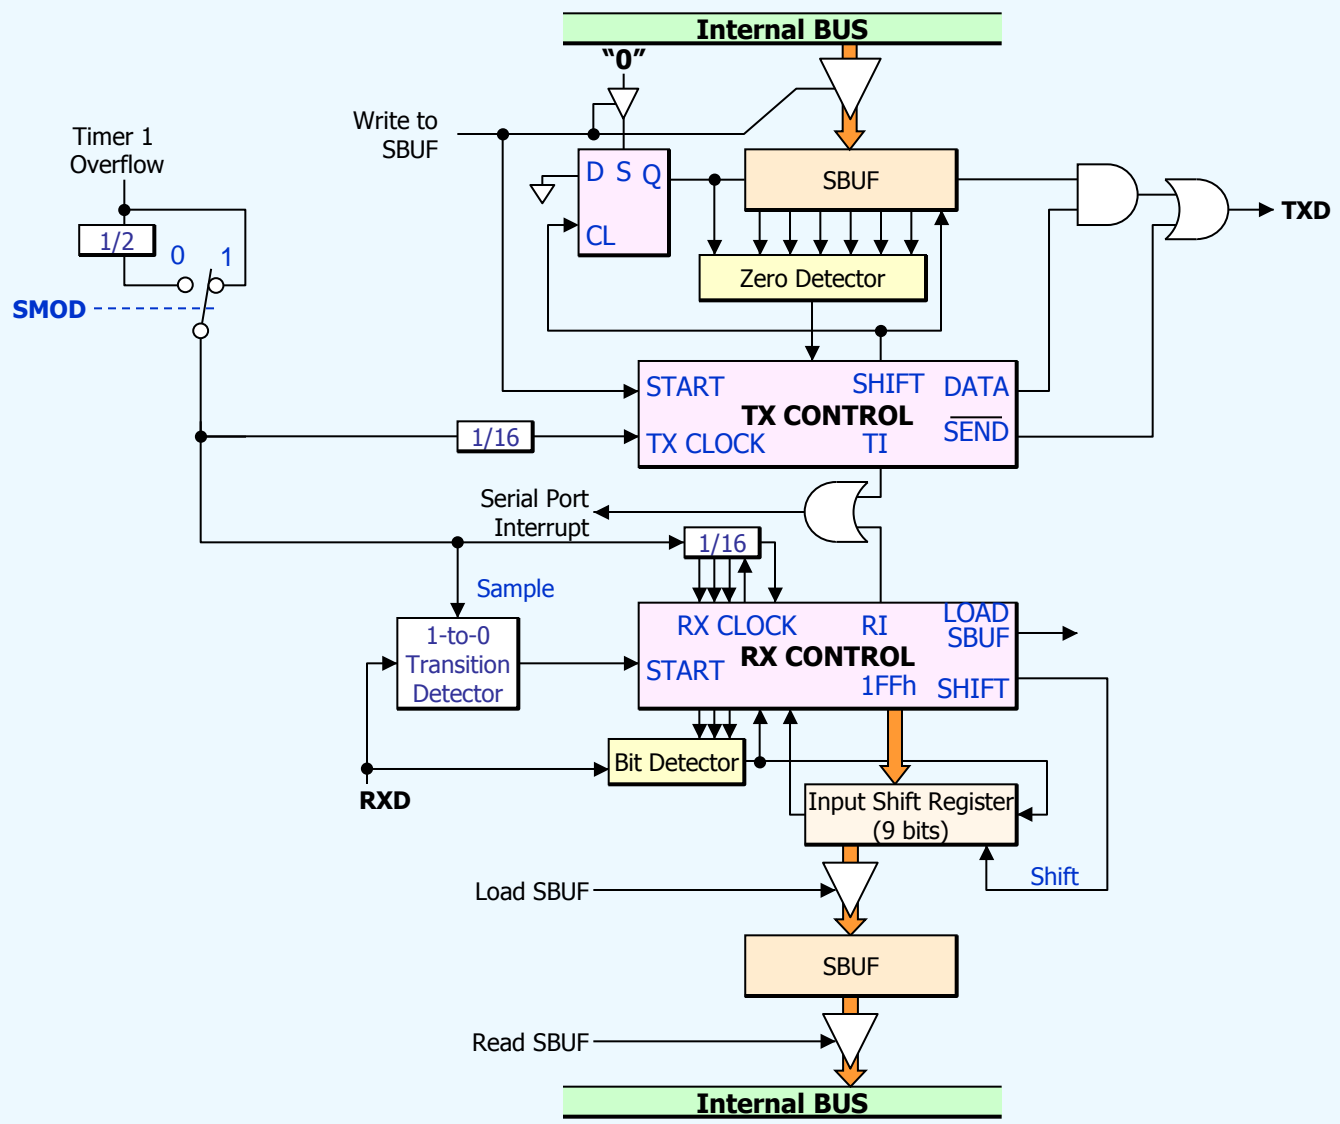 Internal BUS
“0”
Write to
SBUF
Timer 1
Overflow
D S Q
CL
SBUF
TXD
1/2
0 1
SMOD
Zero Detector
START
SHIFT
DATA
TX CONTROL
TX CLOCK
TI
SEND
1/16
Serial Port
Interrupt
1/16
Sample
1-to-0
Transition
Detector
RX CLOCK
RI
LOAD
SBUF
RX CONTROL
START
1FFh
SHIFT
Bit Detector
RXD
Input Shift Register
(9 bits)
Shift
Load SBUF
SBUF
Read SBUF
Internal BUS